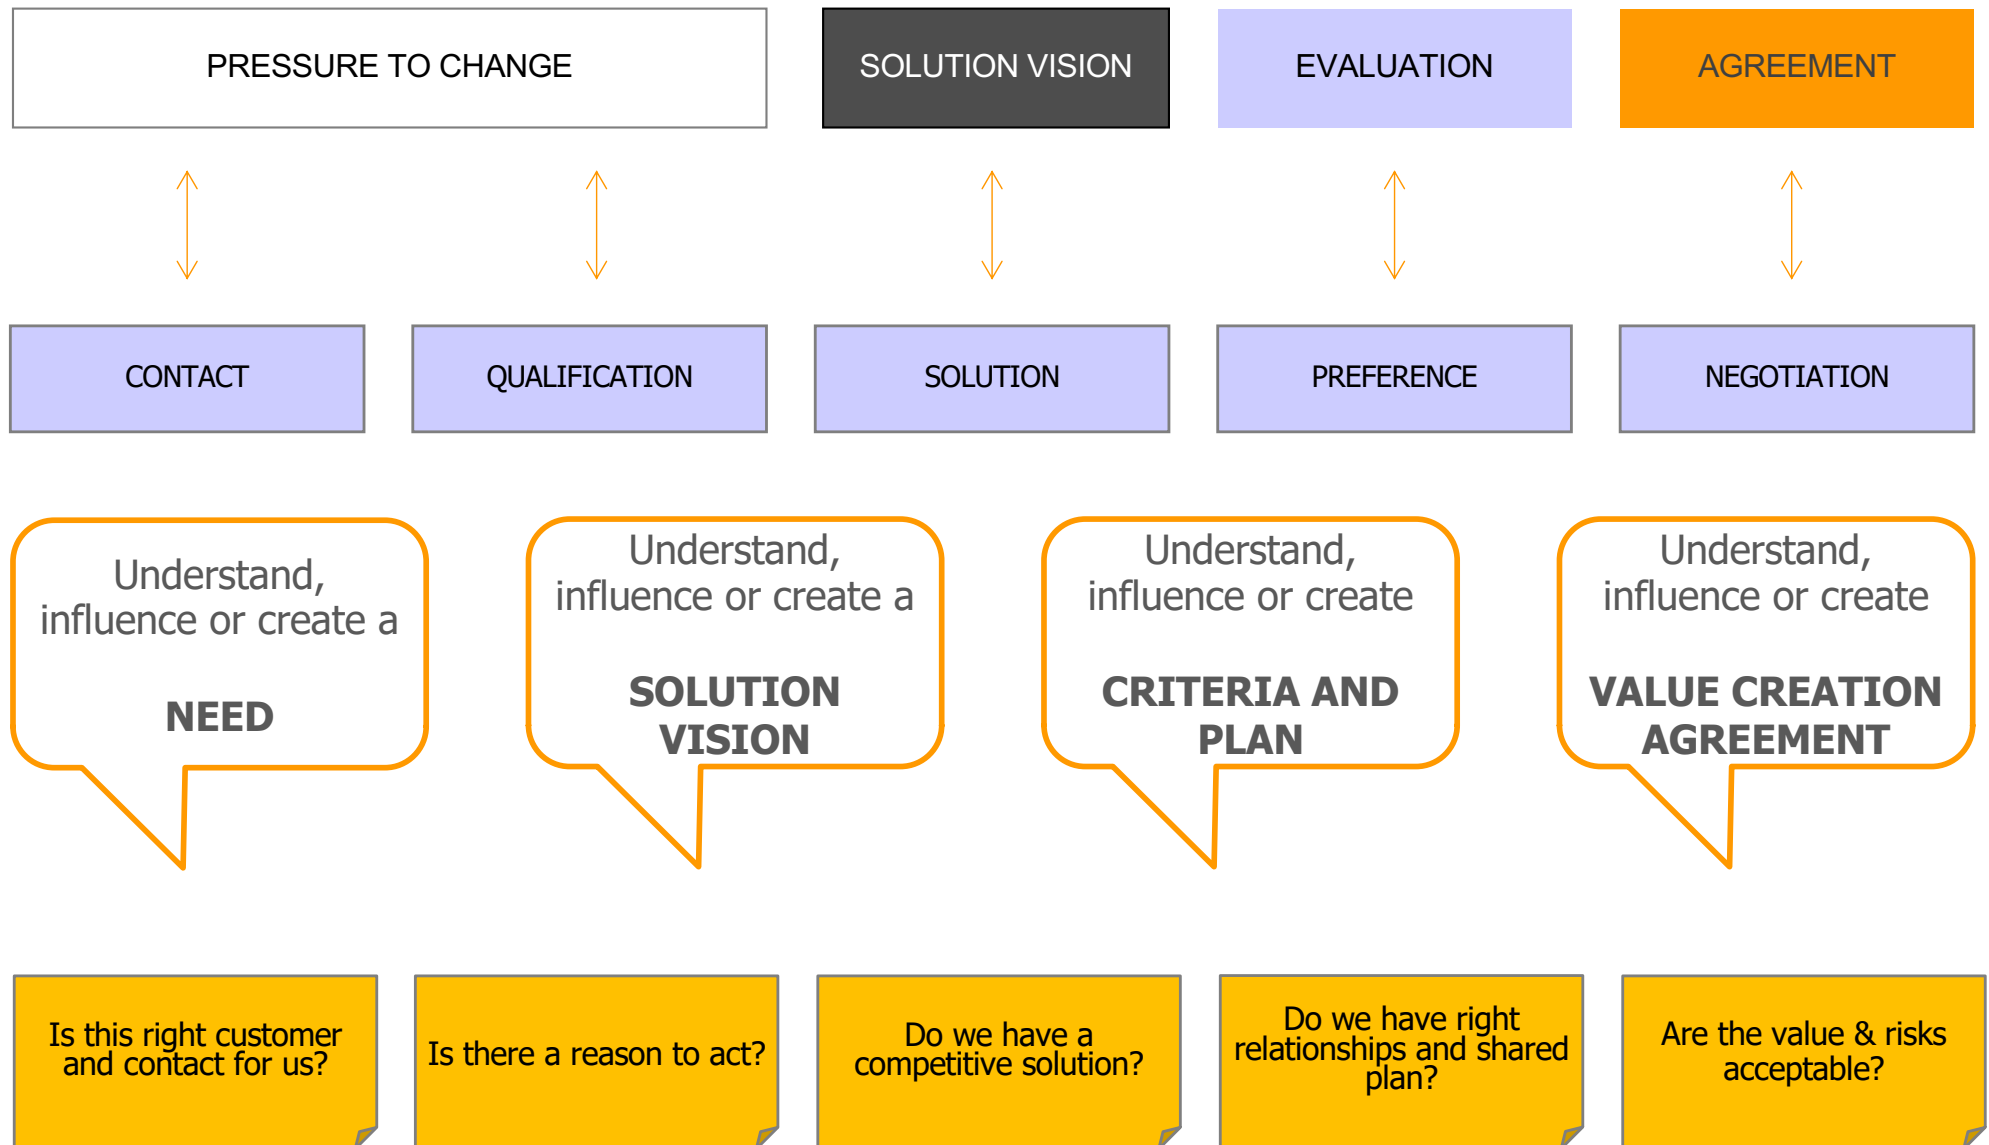 PRESSURE TO CHANGE
SOLUTION VISION
EVALUATION
AGREEMENT
CONTACT
QUALIFICATION
SOLUTION
PREFERENCE
NEGOTIATION
Understand,
influence or create a
NEED
Understand,
influence or create a
SOLUTION
VISION
Understand,
influence or create
CRITERIA AND
PLAN
Understand,
influence or create
VALUE CREATION
AGREEMENT
Is this right customer
and contact for us?
Is there a reason to act?
Do we have a
competitive solution?
Do we have right
relationships and shared
plan?
Are the value & risks
acceptable?